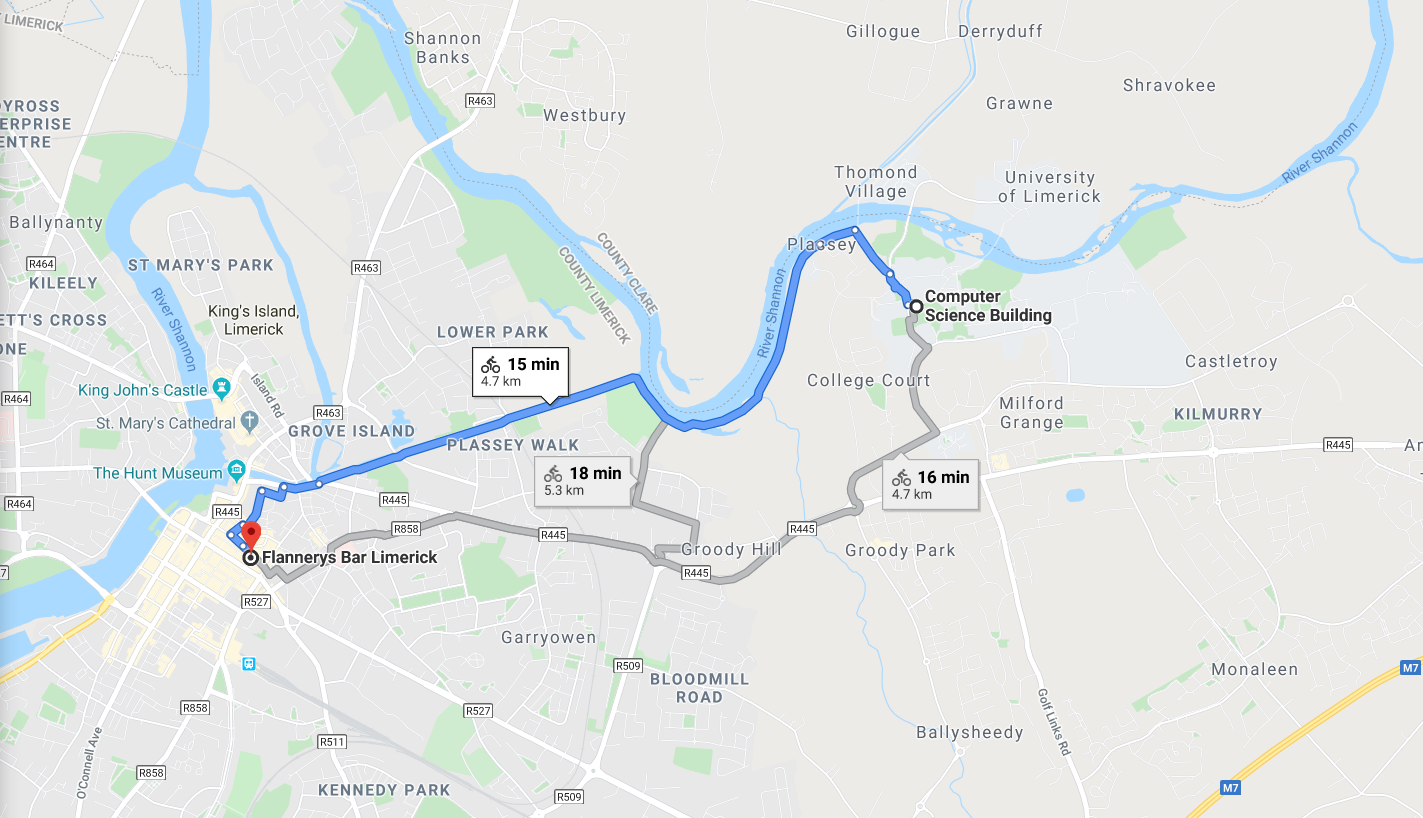 LIMERICK
Shannon
Banks
Gillogue
Derryduff
R463
Shravokee
Westbury
Grawne
DYROSS
ERPRISE
ENTRE
River Shannon
Thomond
Village
University
of Limerick
Ballynanty
COUNTY CLARE
COUNTY LIMERICK
Plassey
R464
ST MARY'S PARK
R463
KILEELY
River Shannon
King's Island,
Limerick
River Shannon
Computer
Science Building
ETT'S CROSS
ONE
LOWER PARK
15 min
4.7 km
Castletroy
King John's Castle
Island Rd
College Court
R464
R463
Milford
Grange
KILMURRY
St. Mary's Cathedral
GROVE ISLAND
PLASSEY WALK
R445
An
The Hunt Museum
18 min
5.3 km
16 min
4.7 km
R445
R464
R445
R445
R858
R445
R445
Flannerys Bar Limerick
Groody Hill
Groody Park
R445
R527
Garryowen
R509
BLOODMILL
ROAD
Monaleen
M7
R858
R527
Golf Links Rd
O'Connell Ave
R511
Ballysheedy
R858
KENNEDY PARK
R509
M7